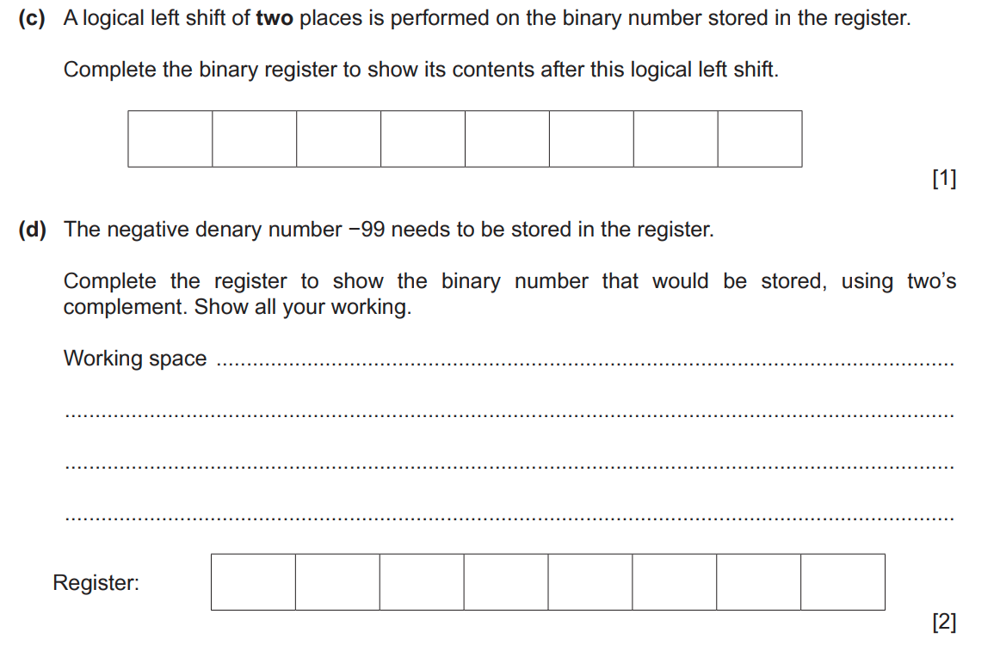 (c) A logical left shift of two places is performed on the binary number stored in the register.
Complete the binary register to show its contents after this logical left shift.
[1]
(d) The negative denary number −99 needs to be stored in the register.
Complete the register to show the binary number that would be stored, using two’s
complement. Show all your working.
Working space ....................................................................................................................
....................................................................................................................
....................................................................................................................
....................................................................................................................
Register:
[2]